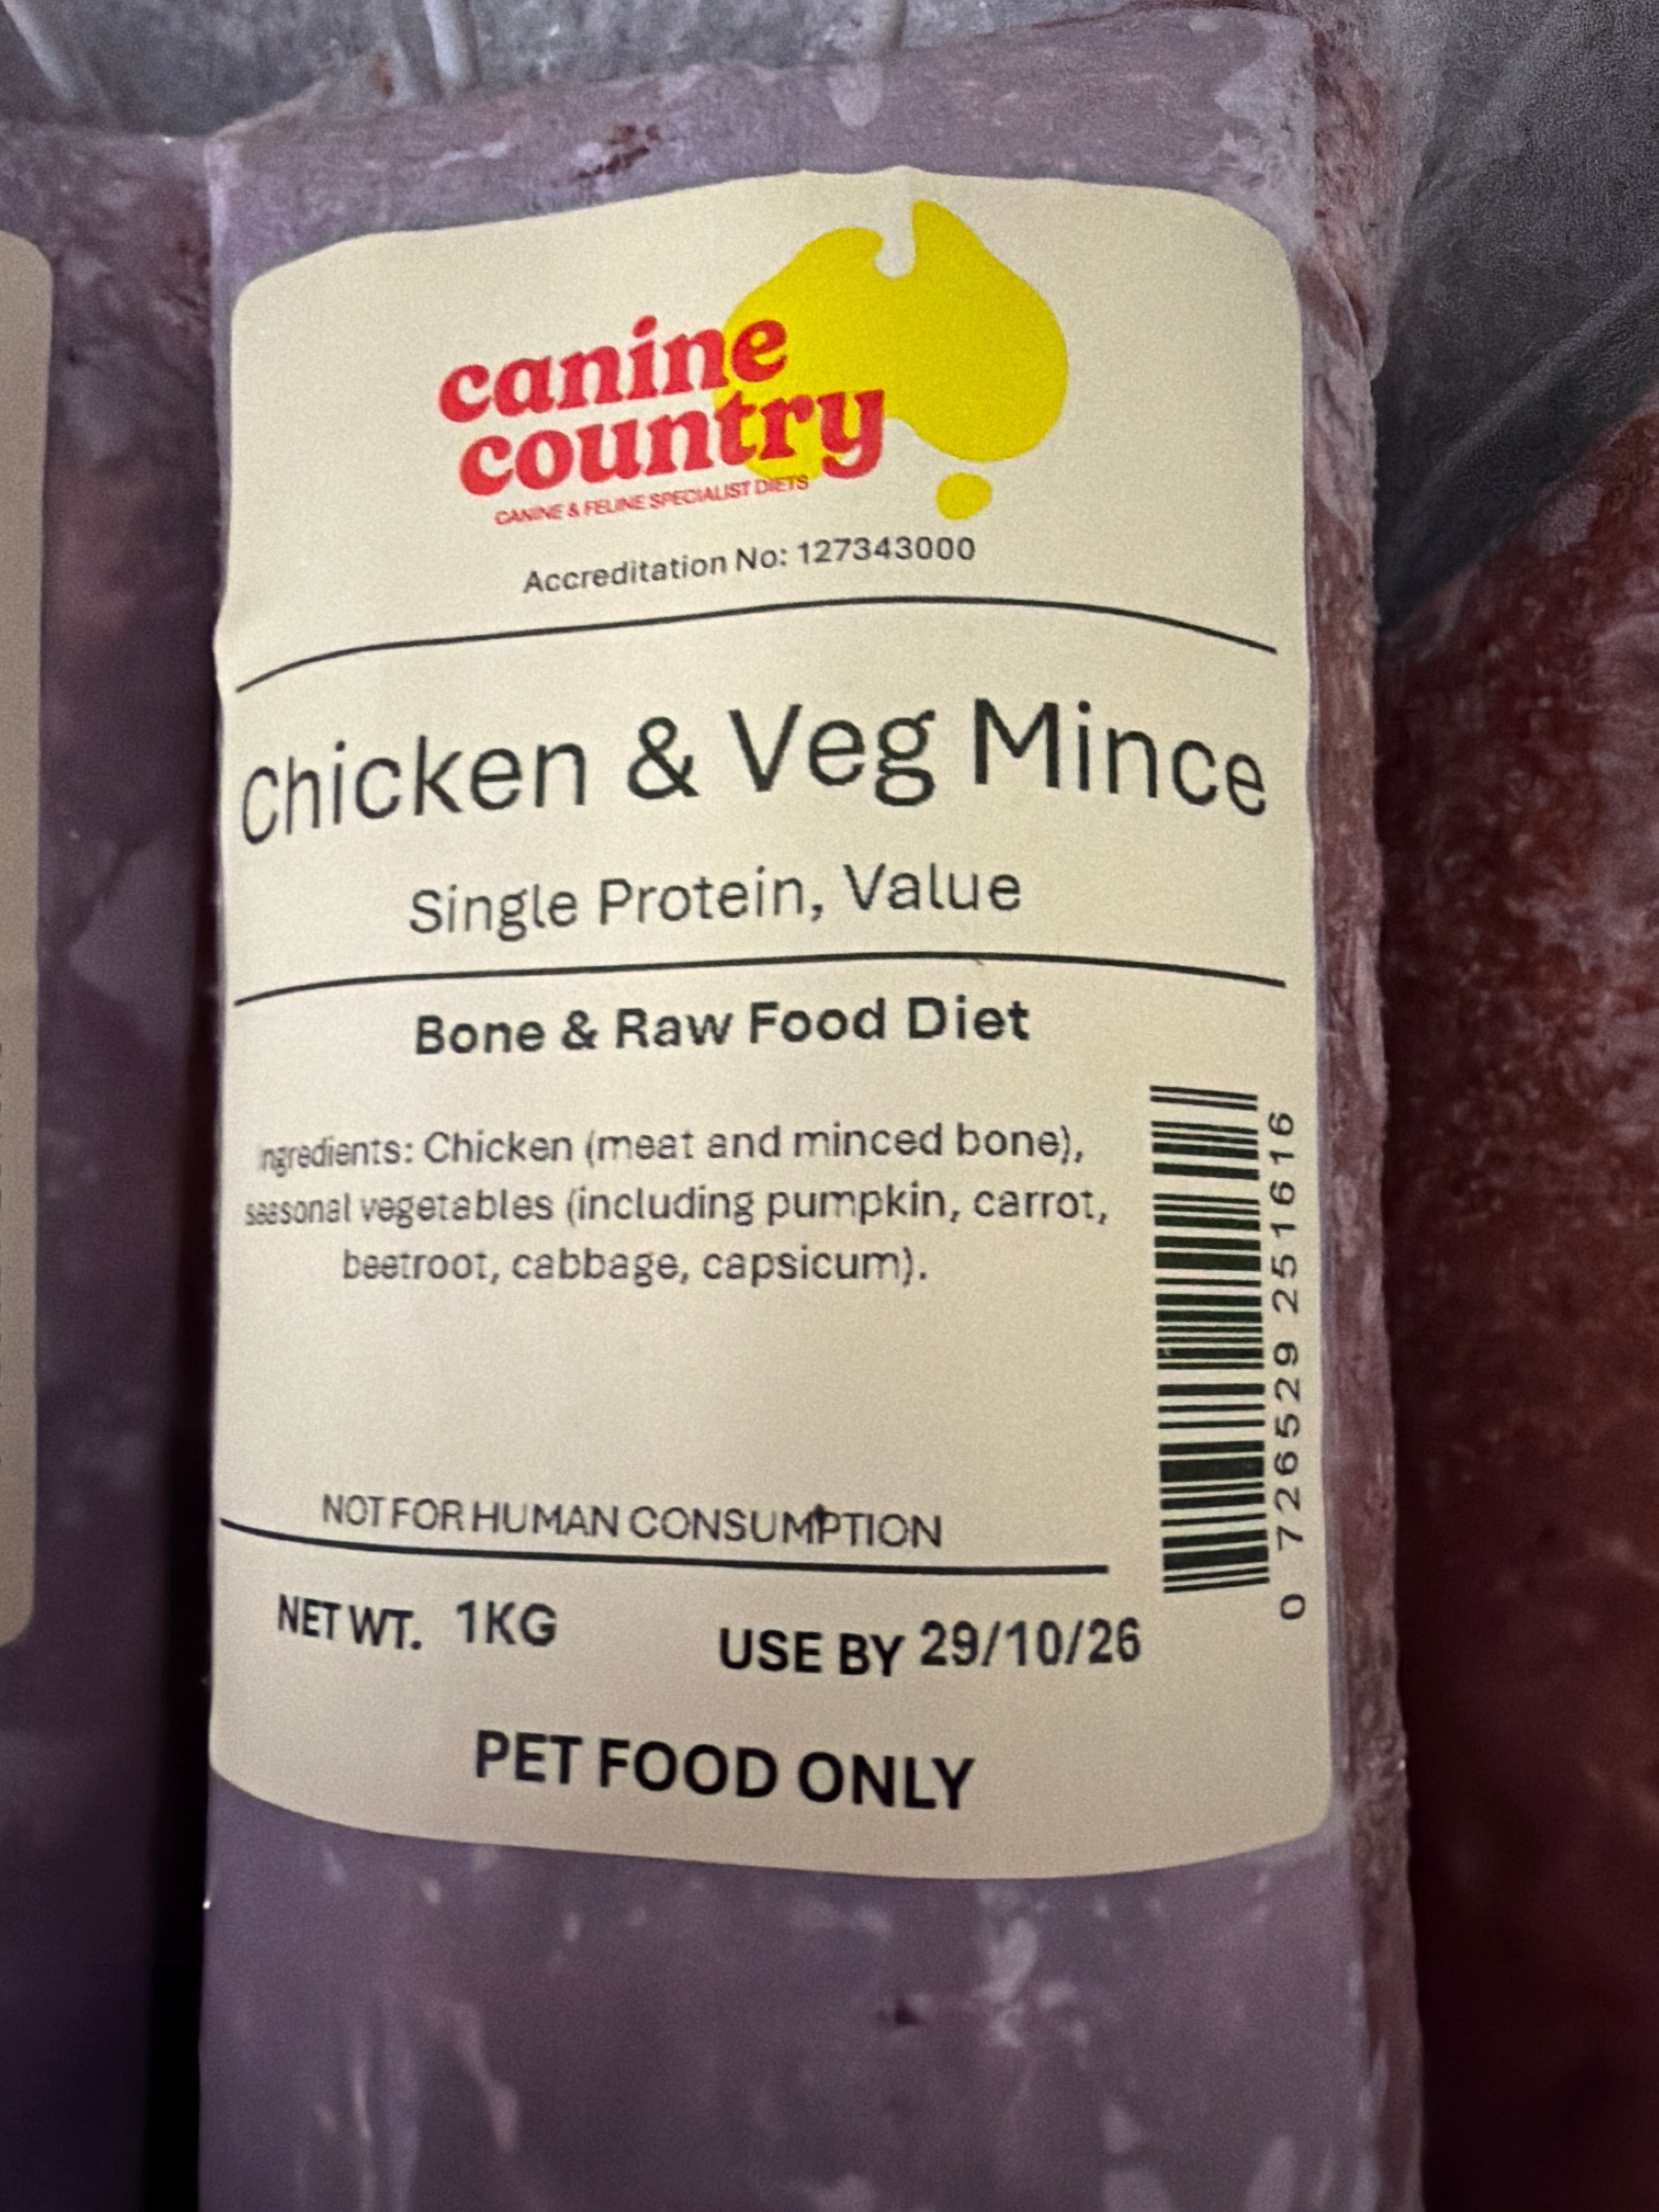 canine
country
CANINE & FELINE SPECIALIST DIETS
Accreditation No: 127343000
Chicken & Veg Mince
Single Protein, Value
Bone & Raw Food Diet
Ingredients: Chicken (meat and minced bone),
seasonal vegetables (including pumpkin, carrot,
beetroot, cabbage, capsicum).
0 726529 251616
NOT FOR HUMAN CONSUMPTION
NET WT. 1KG
USE BY 29/10/26
PET FOOD ONLY